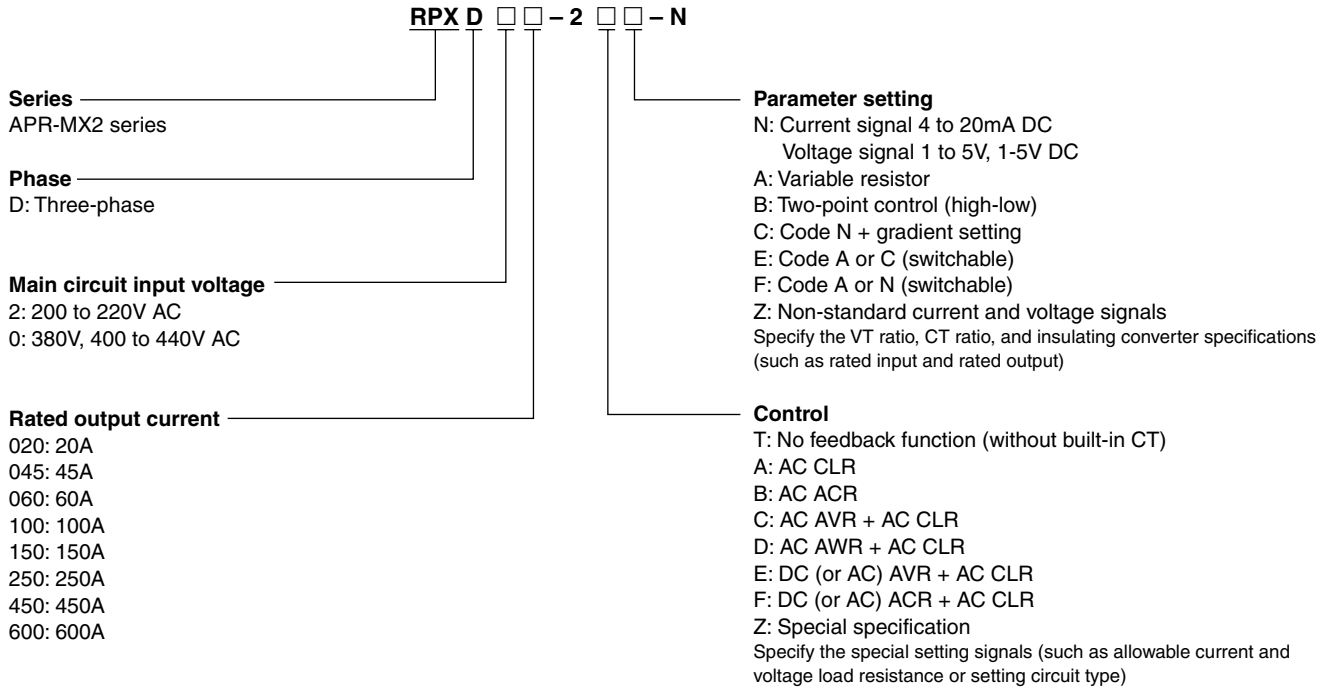 RPX D □ □ – 2 □ □ – N
Series
APR-MX2 series
Phase
D: Three-phase
Main circuit input voltage
2: 200 to 220V AC
0: 380V, 400 to 440V AC
Rated output current
020: 20A
045: 45A
060: 60A
100: 100A
150: 150A
250: 250A
450: 450A
600: 600A
Parameter setting
N: Current signal 4 to 20mA DC
Voltage signal 1 to 5V, 1-5V DC
A: Variable resistor
B: Two-point control (high-low)
C: Code N + gradient setting
E: Code A or C (switchable)
F: Code A or N (switchable)
Z: Non-standard current and voltage signals
Specify the VT ratio, CT ratio, and insulating converter specifications
(such as rated input and rated output)
Control
T: No feedback function (without built-in CT)
A: AC CLR
B: AC ACR
C: AC AVR + AC CLR
D: AC AWR + AC CLR
E: DC (or AC) AVR + AC CLR
F: DC (or AC) ACR + AC CLR
Z: Special specification
Specify the special setting signals (such as allowable current and
voltage load resistance or setting circuit type)